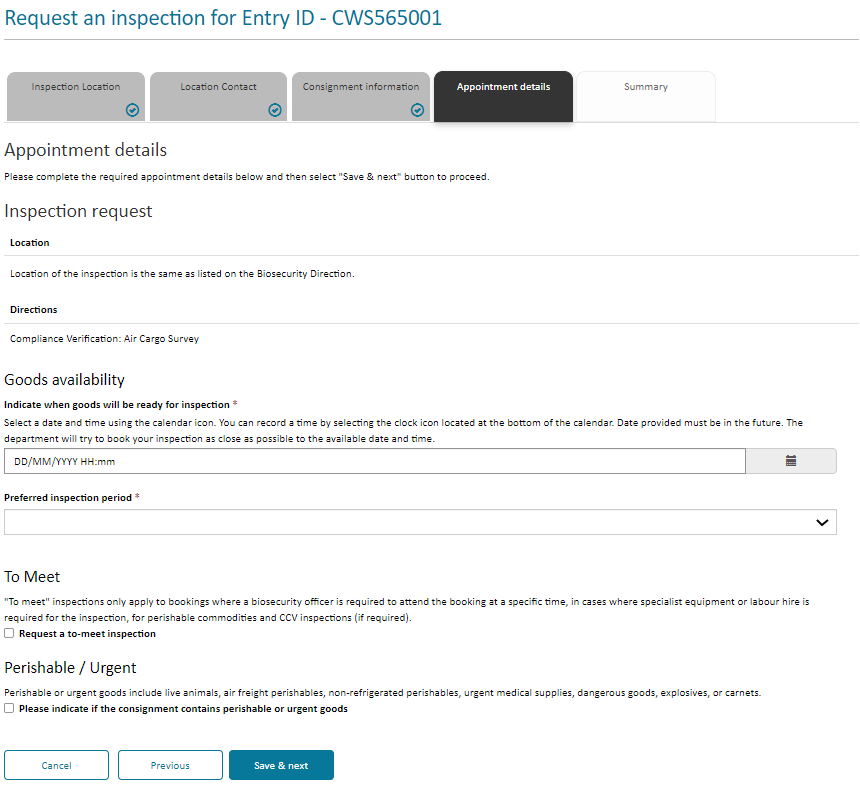 Request an inspection for Entry ID - CWS565001
Inspection Location
Location Contact
Consignment information
Appointment details
Summary
Appointment details
Please complete the required appointment details below and then select "Save & next" button to proceed.
Inspection request
Location
Location of the inspection is the same as listed on the Biosecurity Direction.
Directions
Compliance Verification: Air Cargo Survey
Goods availability
Indicate when goods will be ready for inspection *
Select a date and time using the calendar icon. You can record a time by selecting the clock icon located at the bottom of the calendar. Date provided must be in the future. The
department will try to book your inspection as close as possible to the available date and time.
DD/MM/YYYY HH:mm
Preferred inspection period *
To Meet
"To meet" inspections only apply to bookings where a biosecurity officer is required to attend the booking at a specific time, in cases where specialist equipment or labour hire is
required for the inspection, for perishable commodities and CCV inspections (if required).
Request a to-meet inspection
Perishable / Urgent
Perishable or urgent goods include live animals, air freight perishables, non-refrigerated perishables, urgent medical supplies, dangerous goods, explosives, or carnets.
Please indicate if the consignment contains perishable or urgent goods
Cancel
Previous
Save & next